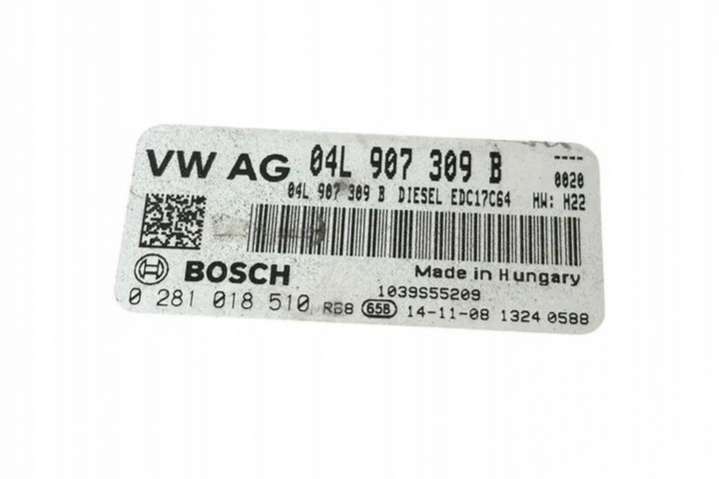 VW AG 04L 907 309 B ----
04L 907 309 B DIESEL EDC17C64 0020
HW: H22
BOSCH Made in Hungary
1039S55209
0 281 018 510 RB8 658 14-11-08 1324 0588